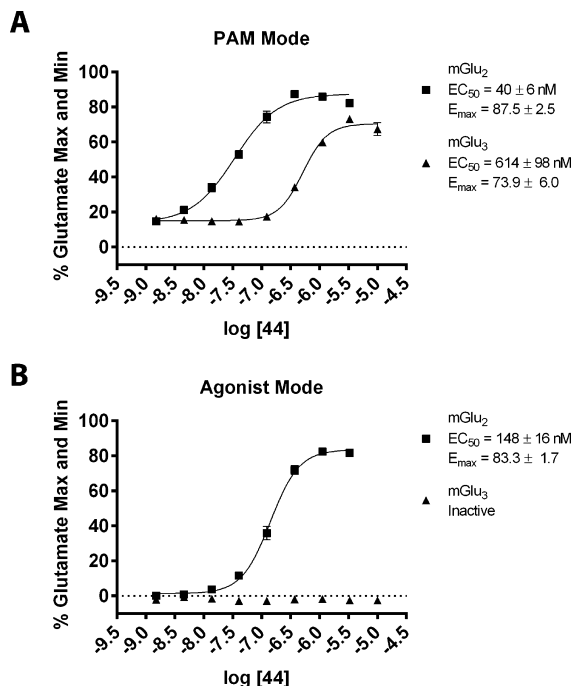 A
PAM Mode
% Glutamate Max and Min
100
80
60
40
20
0
-9.5
-9.0
-8.5
-8.0
-7.5
-7.0
-6.5
-6.0
-5.5
-5.0
-4.5
log [44]
mGlu2
EC50 = 40 ± 6 nM
Emax = 87.5 ± 2.5
mGlu3
EC50 = 614 ± 98 nM
Emax = 73.9 ± 6.0
B
Agonist Mode
% Glutamate Max and Min
100
80
60
40
20
0
-9.5
-9.0
-8.5
-8.0
-7.5
-7.0
-6.5
-6.0
-5.5
-5.0
-4.5
log [44]
mGlu2
EC50 = 148 ± 16 nM
Emax = 83.3 ± 1.7
mGlu3
Inactive